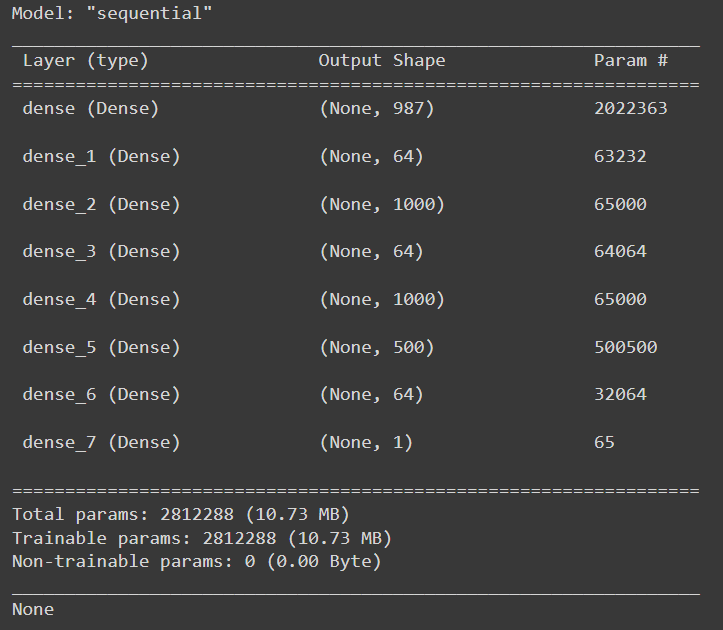 Model: "sequential"
Layer (type) Output Shape Param #
=================================================================
dense (Dense) (None, 987) 2022363
dense_1 (Dense) (None, 64) 63232
dense_2 (Dense) (None, 1000) 65000
dense_3 (Dense) (None, 64) 64064
dense_4 (Dense) (None, 1000) 65000
dense_5 (Dense) (None, 500) 500500
dense_6 (Dense) (None, 64) 32064
dense_7 (Dense) (None, 1) 65
=================================================================
Total params: 2812288 (10.73 MB)
Trainable params: 2812288 (10.73 MB)
Non-trainable params: 0 (0.00 Byte)
_________________________________________________________________
None